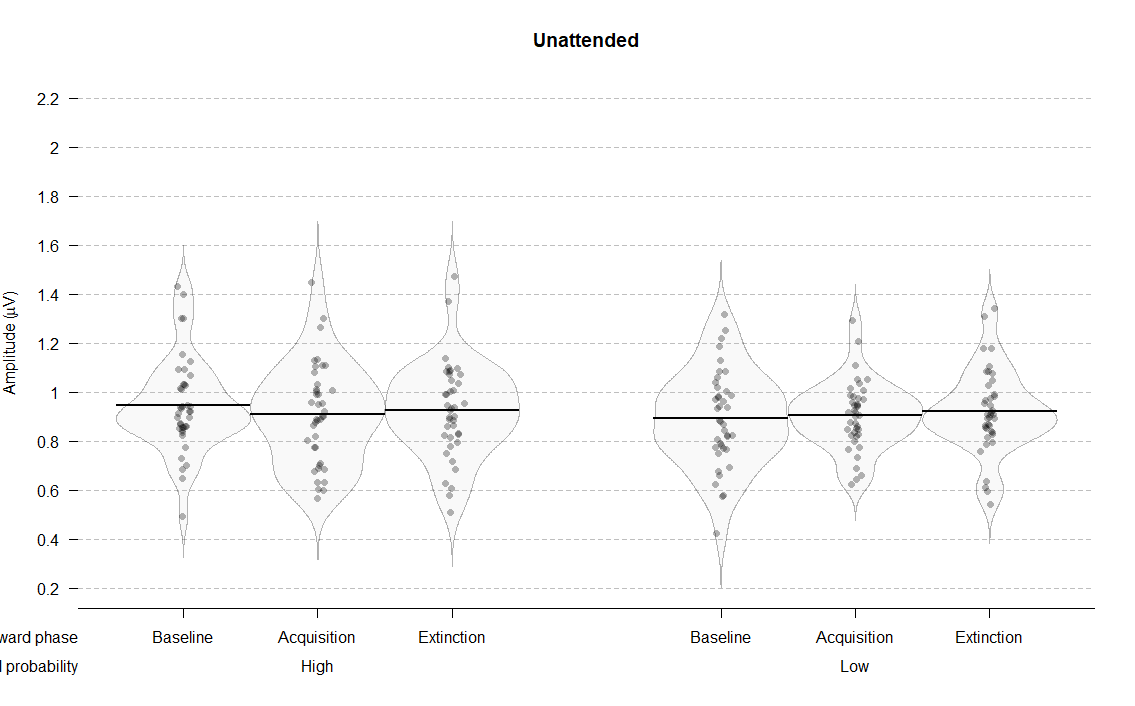 Unattended
2.2
2
1.8
1.6
1.4
1.2
1
0.8
0.6
0.4
0.2
Amplitude (µV)
ward phase Baseline Acquisition Extinction Baseline Acquisition Extinction
probability High Low